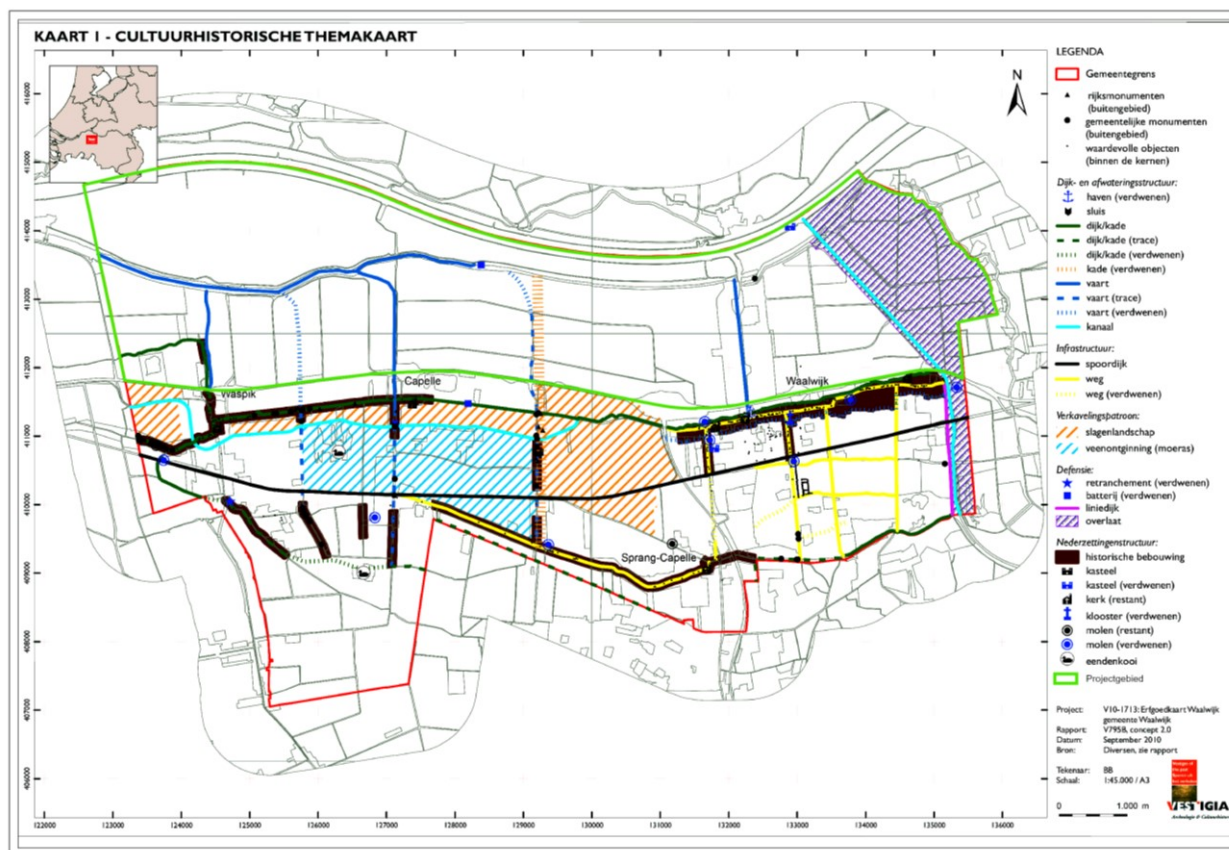 KAART I - CULTUURHISTORISCHE THEMAKAART
N
416000
415000
414000
413000
412000
411000
410000
409000
408000
407000
406000
Waspik
Capelle
Waalwijk
Sprang-Capelle
122000 123000 124000 125000 126000 127000 128000 129000 130000 131000 132000 133000 134000 135000 136000
LEGENDA
Gemeentegrens
rijksmonumenten
(buitengebied)
gemeentelijke monumenten
(buitengebied)
waardevolle objecten
(binnen de kernen)
Dijk- en afwateringsstructuur:
haven (verdwenen)
sluis
dijk/kade
dijk/kade (trace)
dijk/kade (verdwenen)
kade (verdwenen)
vaart
vaart (trace)
vaart (verdwenen)
kanaal
Infrastructuur:
spoordijk
weg
weg (verdwenen)
Verkavelingspatroon:
slagenlandschap
veenontginning (moeras)
Defensie:
retranchement (verdwenen)
batterij (verdwenen)
liniedijk
overlaat
Nederzettingenstructuur:
historische bebouwing
kasteel
kasteel (verdwenen)
kerk (restant)
klooster (verdwenen)
molen (restant)
molen (verdwenen)
eendenkooi
Projectgebied
Project: V10-1713: Erfgoedkaart Waalwijk
gemeente Waalwijk
Rapport: V795B, concept 2.0
Datum: September 2010
Bron: Diversen, zie rapport
Tekenaar: BB
Schaal: 1:45.000 / A3
0 1.000 m
VESTIGIA